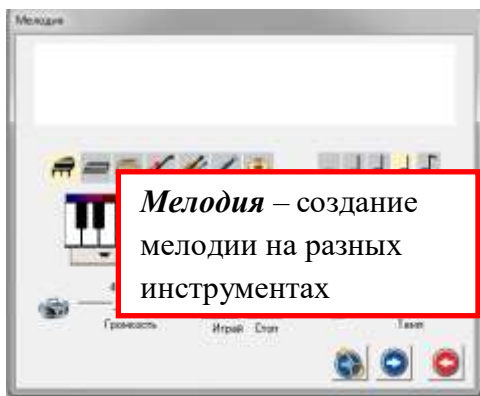 Мелодия
Мелодия – создание
мелодии на разных
инструментах
Громкость
Играй Стоп
Темп